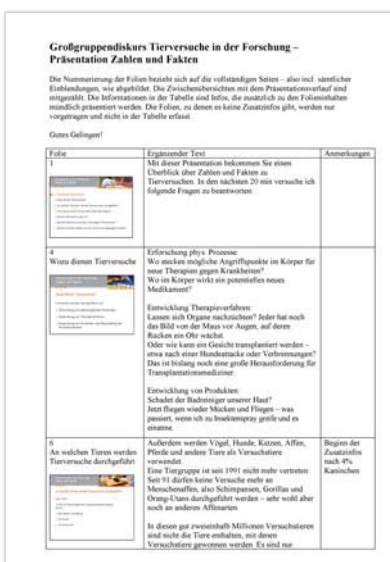 Großgruppendiskurs Tierversuche in der Forschung –
Präsentation Zahlen und Fakten
Die Nummerierung der Folien bezieht sich auf die vollständigen Seiten – also incl. sämtlicher
Einblendungen, wie abgebildet. Die Zwischenübersichten mit dem Präsentationsverlauf sind
mitgezählt. Die Informationen in der Tabelle sind Infos, die zusätzlich zu den Folieninhalten
mündlich präsentiert werden. Die Folien, zu denen es keine Zusatzinfos gibt, werden nur
vorgetragen und nicht in der Tabelle erfasst.
Gutes Gelingen!
Folie Ergänzender Text Anmerkungen
1 Mit dieser Präsentation bekommen Sie einen
Überblick über Zahlen und Fakten zu
Tierversuchen. In den nächsten 20 min versuche ich
folgende Fragen zu beantworten:
4 Erforschung phys. Prozesse
Wozu dienen Tierversuche Wo stecken mögliche Angriffspunkte im Körper für
neue Therapien gegen Krankheiten?
Wo im Körper wirkt ein potentielles neues
Medikament?
Entwicklung Therapieverfahren:
Lassen sich Organe nachzüchten? Jeder hat noch
das Bild von der Maus vor Augen, auf deren
Rücken ein Ohr wächst.
Oder wie kann ein Gesicht transplantiert werden –
etwa nach einer Hundeattacke oder Verbrennungen?
Das ist bislang noch eine große Herausforderung für
Transplantationsmediziner.
Entwicklung von Produkten:
Schadet der Badreiniger unserer Haut?
Jetzt fliegen wieder Mücken und Fliegen – was
passiert, wenn ich zu Insektenspray greife und es
einatme.
6 Außerdem werden Vögel, Hunde, Katzen, Affen, Beginn der
An welchen Tieren werden Pferde und andere Tiere als Versuchstiere Zusatzinfos
Tierversuche durchgeführt verwendet. nach 4%
Eine Tiergruppe ist seit 1991 nicht mehr vertreten: Kaninchen
Seit 91 dürfen keine Versuche mehr an
Menschenaffen, also Schimpansen, Gorillas und
Orang-Utans durchgeführt werden – sehr wohl aber
noch an anderen Affenarten.
In diesen gut zweieinhalb Millionen Versuchstieren
sind nicht die Tiere enthalten, mit denen
Versuchstiere gewonnen werden. Es sind nur